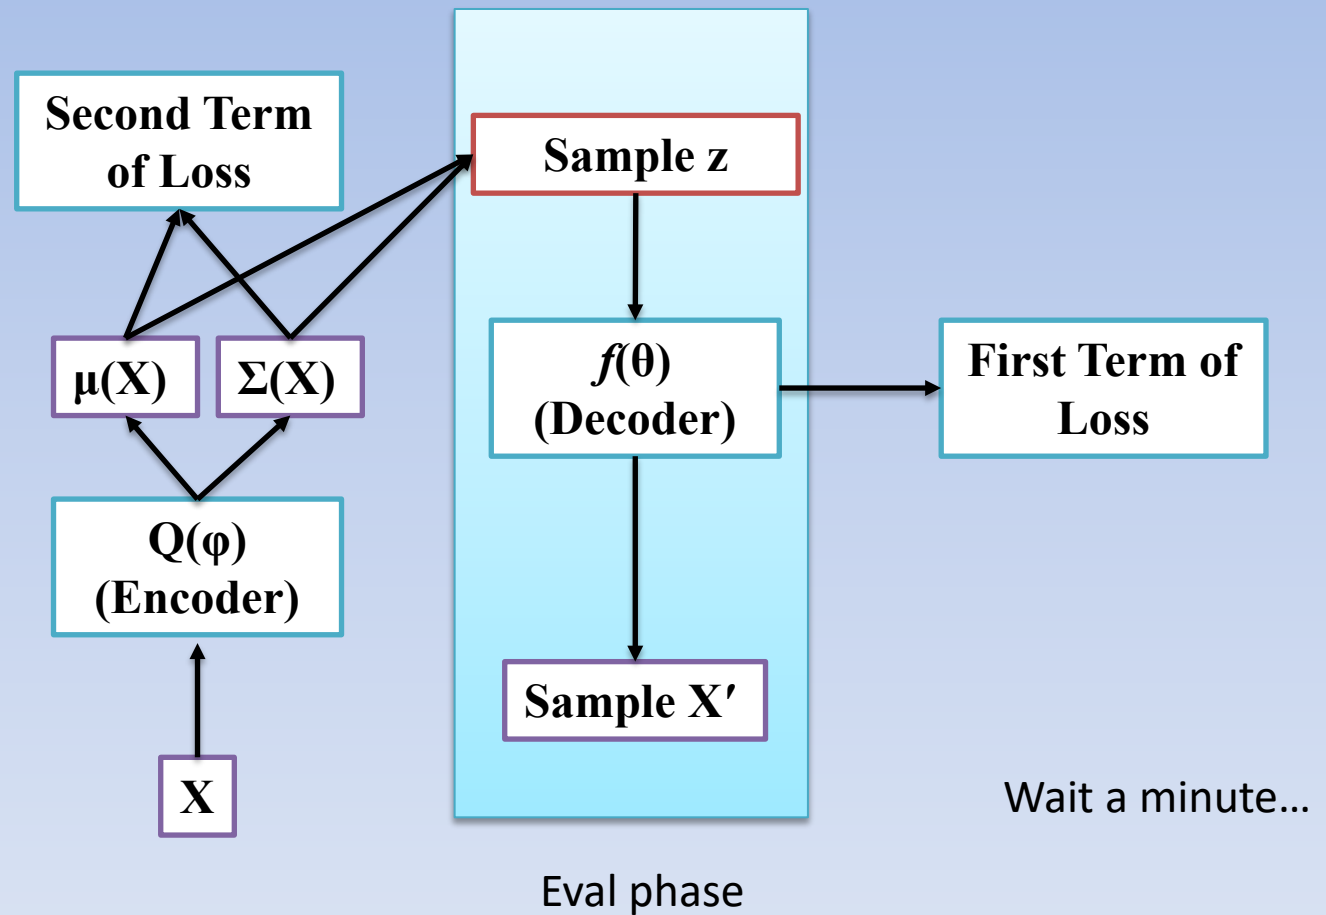 Second Term
of Loss
Sample z
μ(X)
Σ(X)
f(θ)
(Decoder)
First Term of
Loss
Q(φ)
(Encoder)
Sample X′
X
Wait a minute…
Eval phase